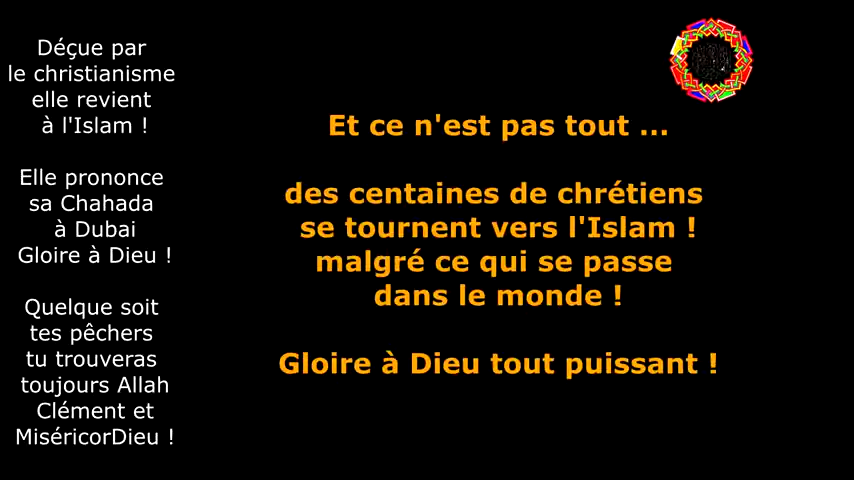 Déçue par
le christianisme
elle revient
à l'Islam !
Elle prononce
sa Chahada
à Dubai
Gloire à Dieu !
Quelque soit
tes pêchers
tu trouveras
toujours Allah
Clément et
MiséricorDieu !
Et ce n'est pas tout ...
des centaines de chrétiens
se tournent vers l'Islam !
malgré ce qui se passe
dans le monde !
Gloire à Dieu tout puissant !